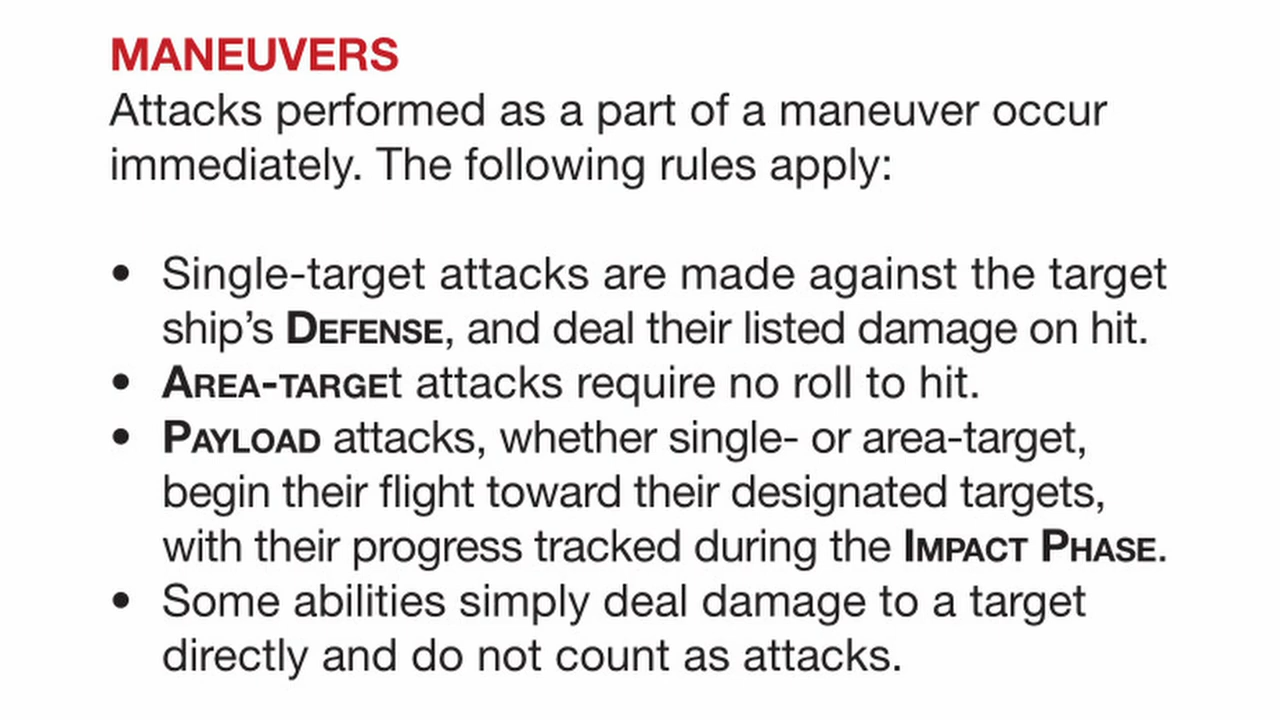 MANEUVERS
Attacks performed as a part of a maneuver occur
immediately. The following rules apply:
• Single-target attacks are made against the target
ship’s DEFENSE, and deal their listed damage on hit.
• AREA-TARGEt attacks require no roll to hit.
• PAYLOAD attacks, whether single- or area-target,
begin their flight toward their designated targets,
with their progress tracked during the IMPACT PHASE.
• Some abilities simply deal damage to a target
directly and do not count as attacks.